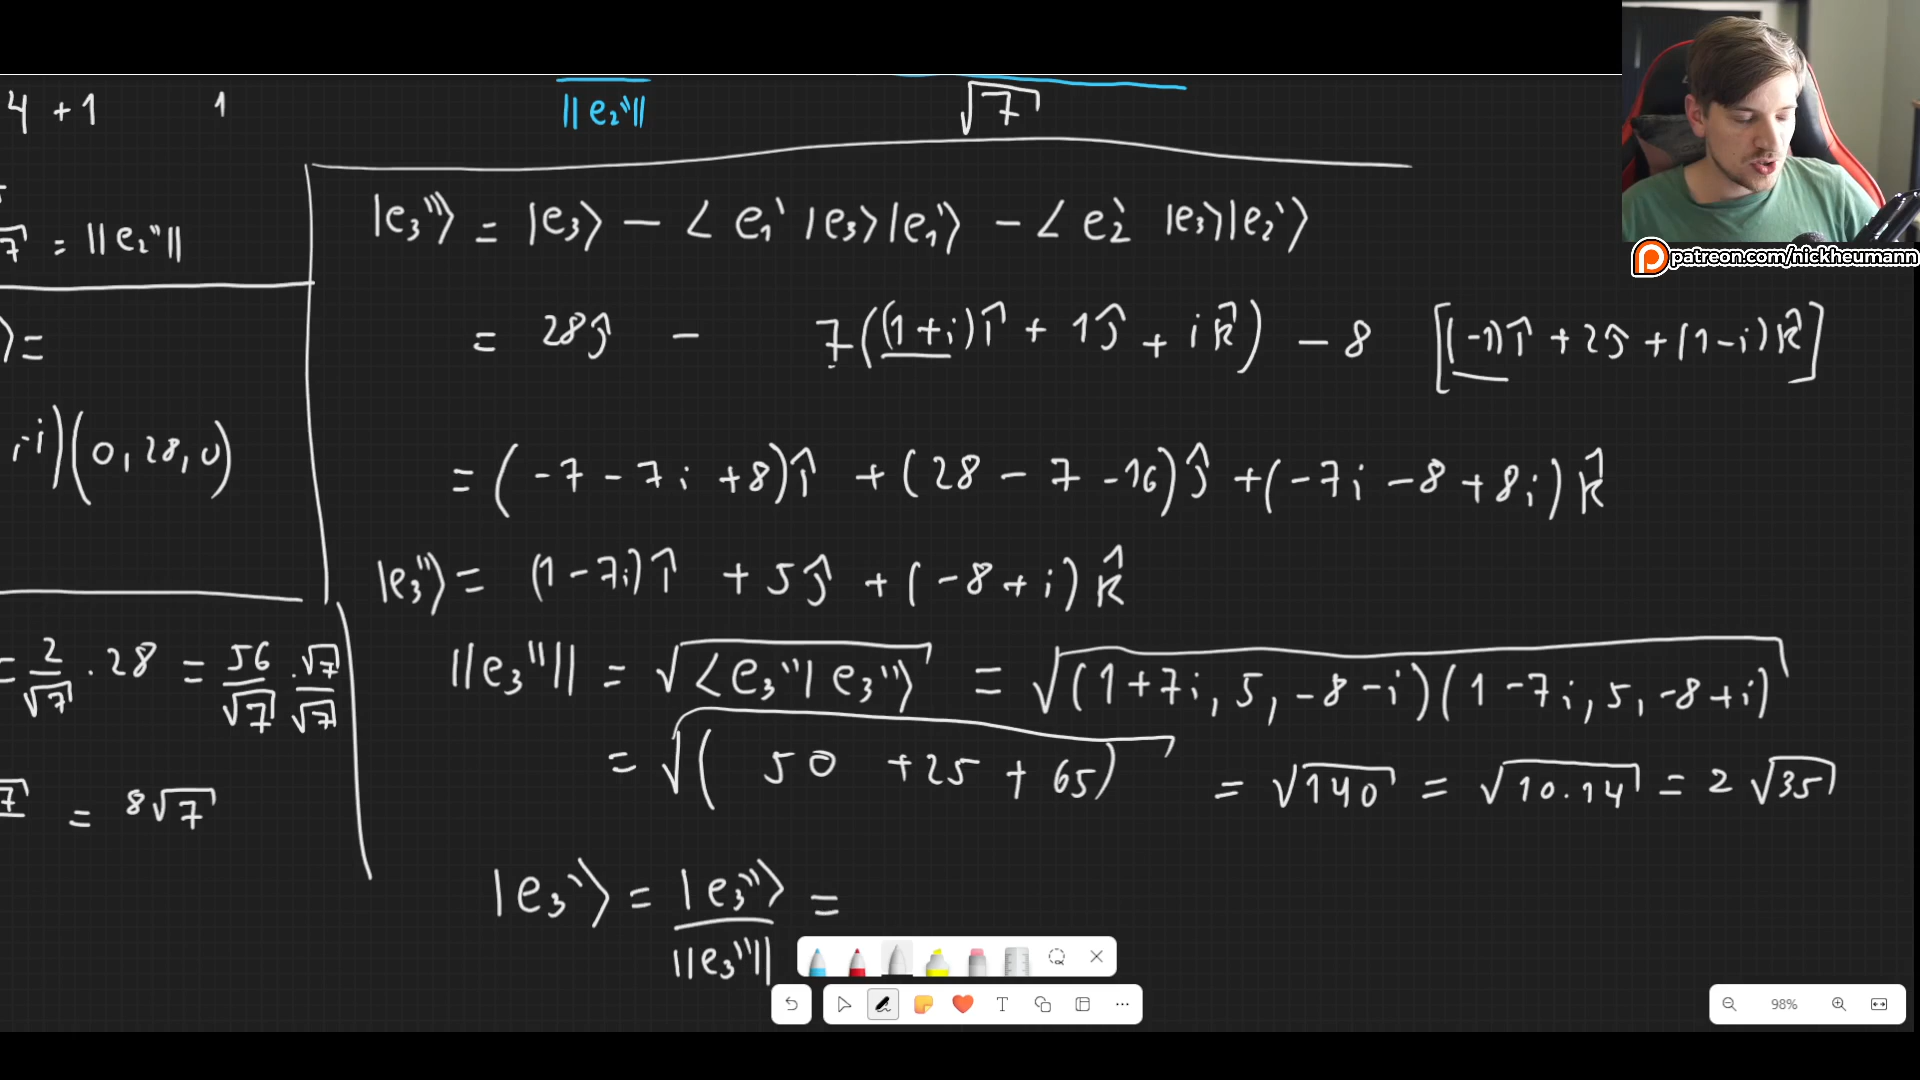 4 + 1 1
||e₂''||
√7
√7 = ||e₂''||
⟩ =
-i)(0, 28, 0)
= 2/√7 · 28 = 56/√7 · √7/√7
= 8√7
|e₃''⟩ = |e₃⟩ - ⟨e₁'|e₃⟩|e₁'⟩ - ⟨e₂' |e₃⟩|e₂'⟩
= 28ĵ - 7((1+i)î + 1ĵ + i k̂) - 8 [(-1)î + 2ĵ + (1-i)k̂]
= (-7 - 7i + 8)î + (28 - 7 - 16)ĵ + (-7i - 8 + 8i)k̂
|e₃''⟩ = (1-7i)î + 5ĵ + (-8+i)k̂
||e₃''|| = √⟨e₃''|e₃''⟩ = √(1+7i, 5, -8-i)(1-7i, 5, -8+i)
= √(50 + 25 + 65) = √140 = √10.14 = 2√35
|e₃'⟩ = |e₃''⟩/||e₃''|| =
patreon.com/nickheumann
T
98%